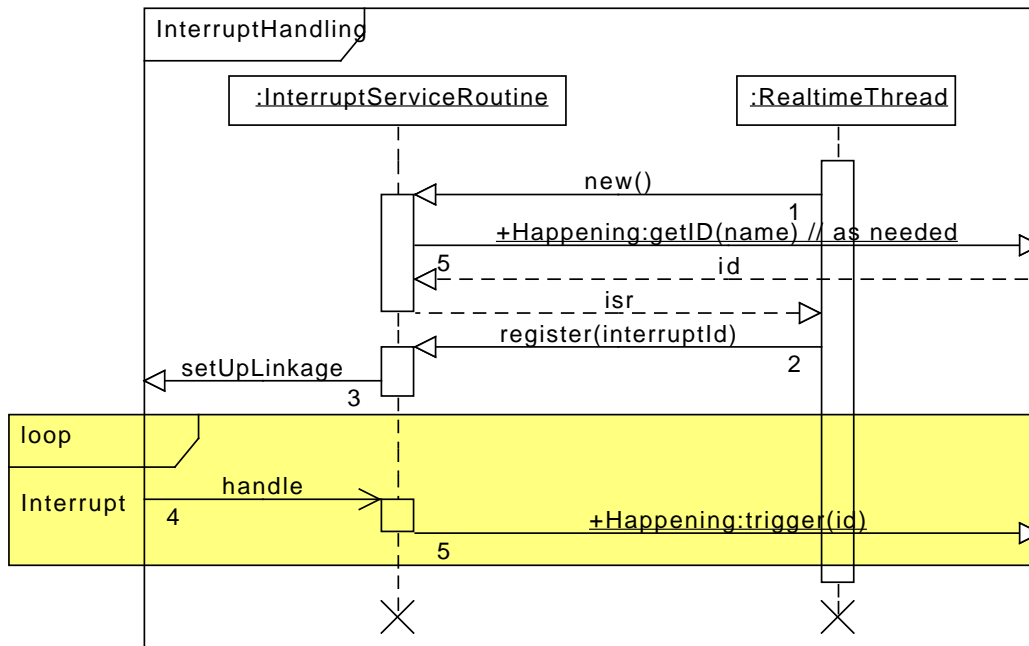 InterruptHandling
:InterruptServiceRoutine
:RealtimeThread
new()
1
+Happening:getID(name) // as needed
5
id
isr
register(interruptId)
2
setUpLinkage
3
loop
Interrupt
handle
4
+Happening:trigger(id)
5